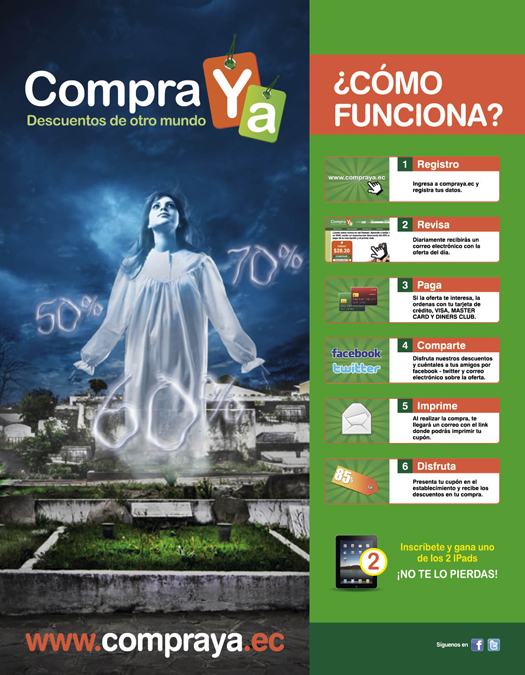 Compra Ya
Descuentos de otro mundo
50%
70%
60%
www.compraya.ec
¿CÓMO
FUNCIONA?
www.compraya.ec
1 Registro
Ingresa a compraya.ec y
registra tus datos.
2 Revisa
Diariamente recibirás un
correo electrónico con la
oferta del día.
3 Paga
Si la oferta te interesa, la
ordenas con tu tarjeta de
crédito, VISA, MASTER
CARD Y DINERS CLUB.
facebook
twitter
4 Comparte
Disfruta nuestros descuentos
y cuéntales a tus amigos por
facebook - twitter y correo
electrónico sobre la oferta.
5 Imprime
Al realizar la compra, te
llegará un correo con el link
donde podrás imprimir tu
cupón.
85%
6 Disfruta
Presenta tu cupón en el
establecimiento y recibe los
descuentos en tu compra.
2
Inscríbete y gana uno
de los 2 IPads
¡NO TE LO PIERDAS!
Síguenos en f t